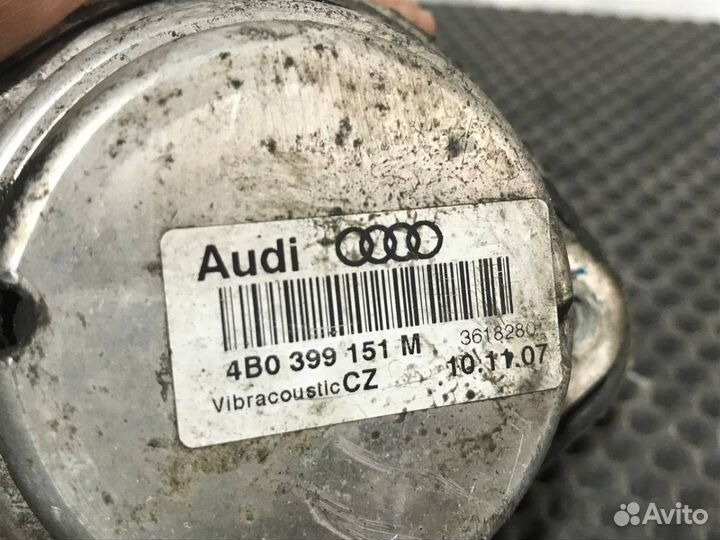 Audi
4B0 399 151 M
3618280
Vibracoustic CZ
10.11.07
Avito